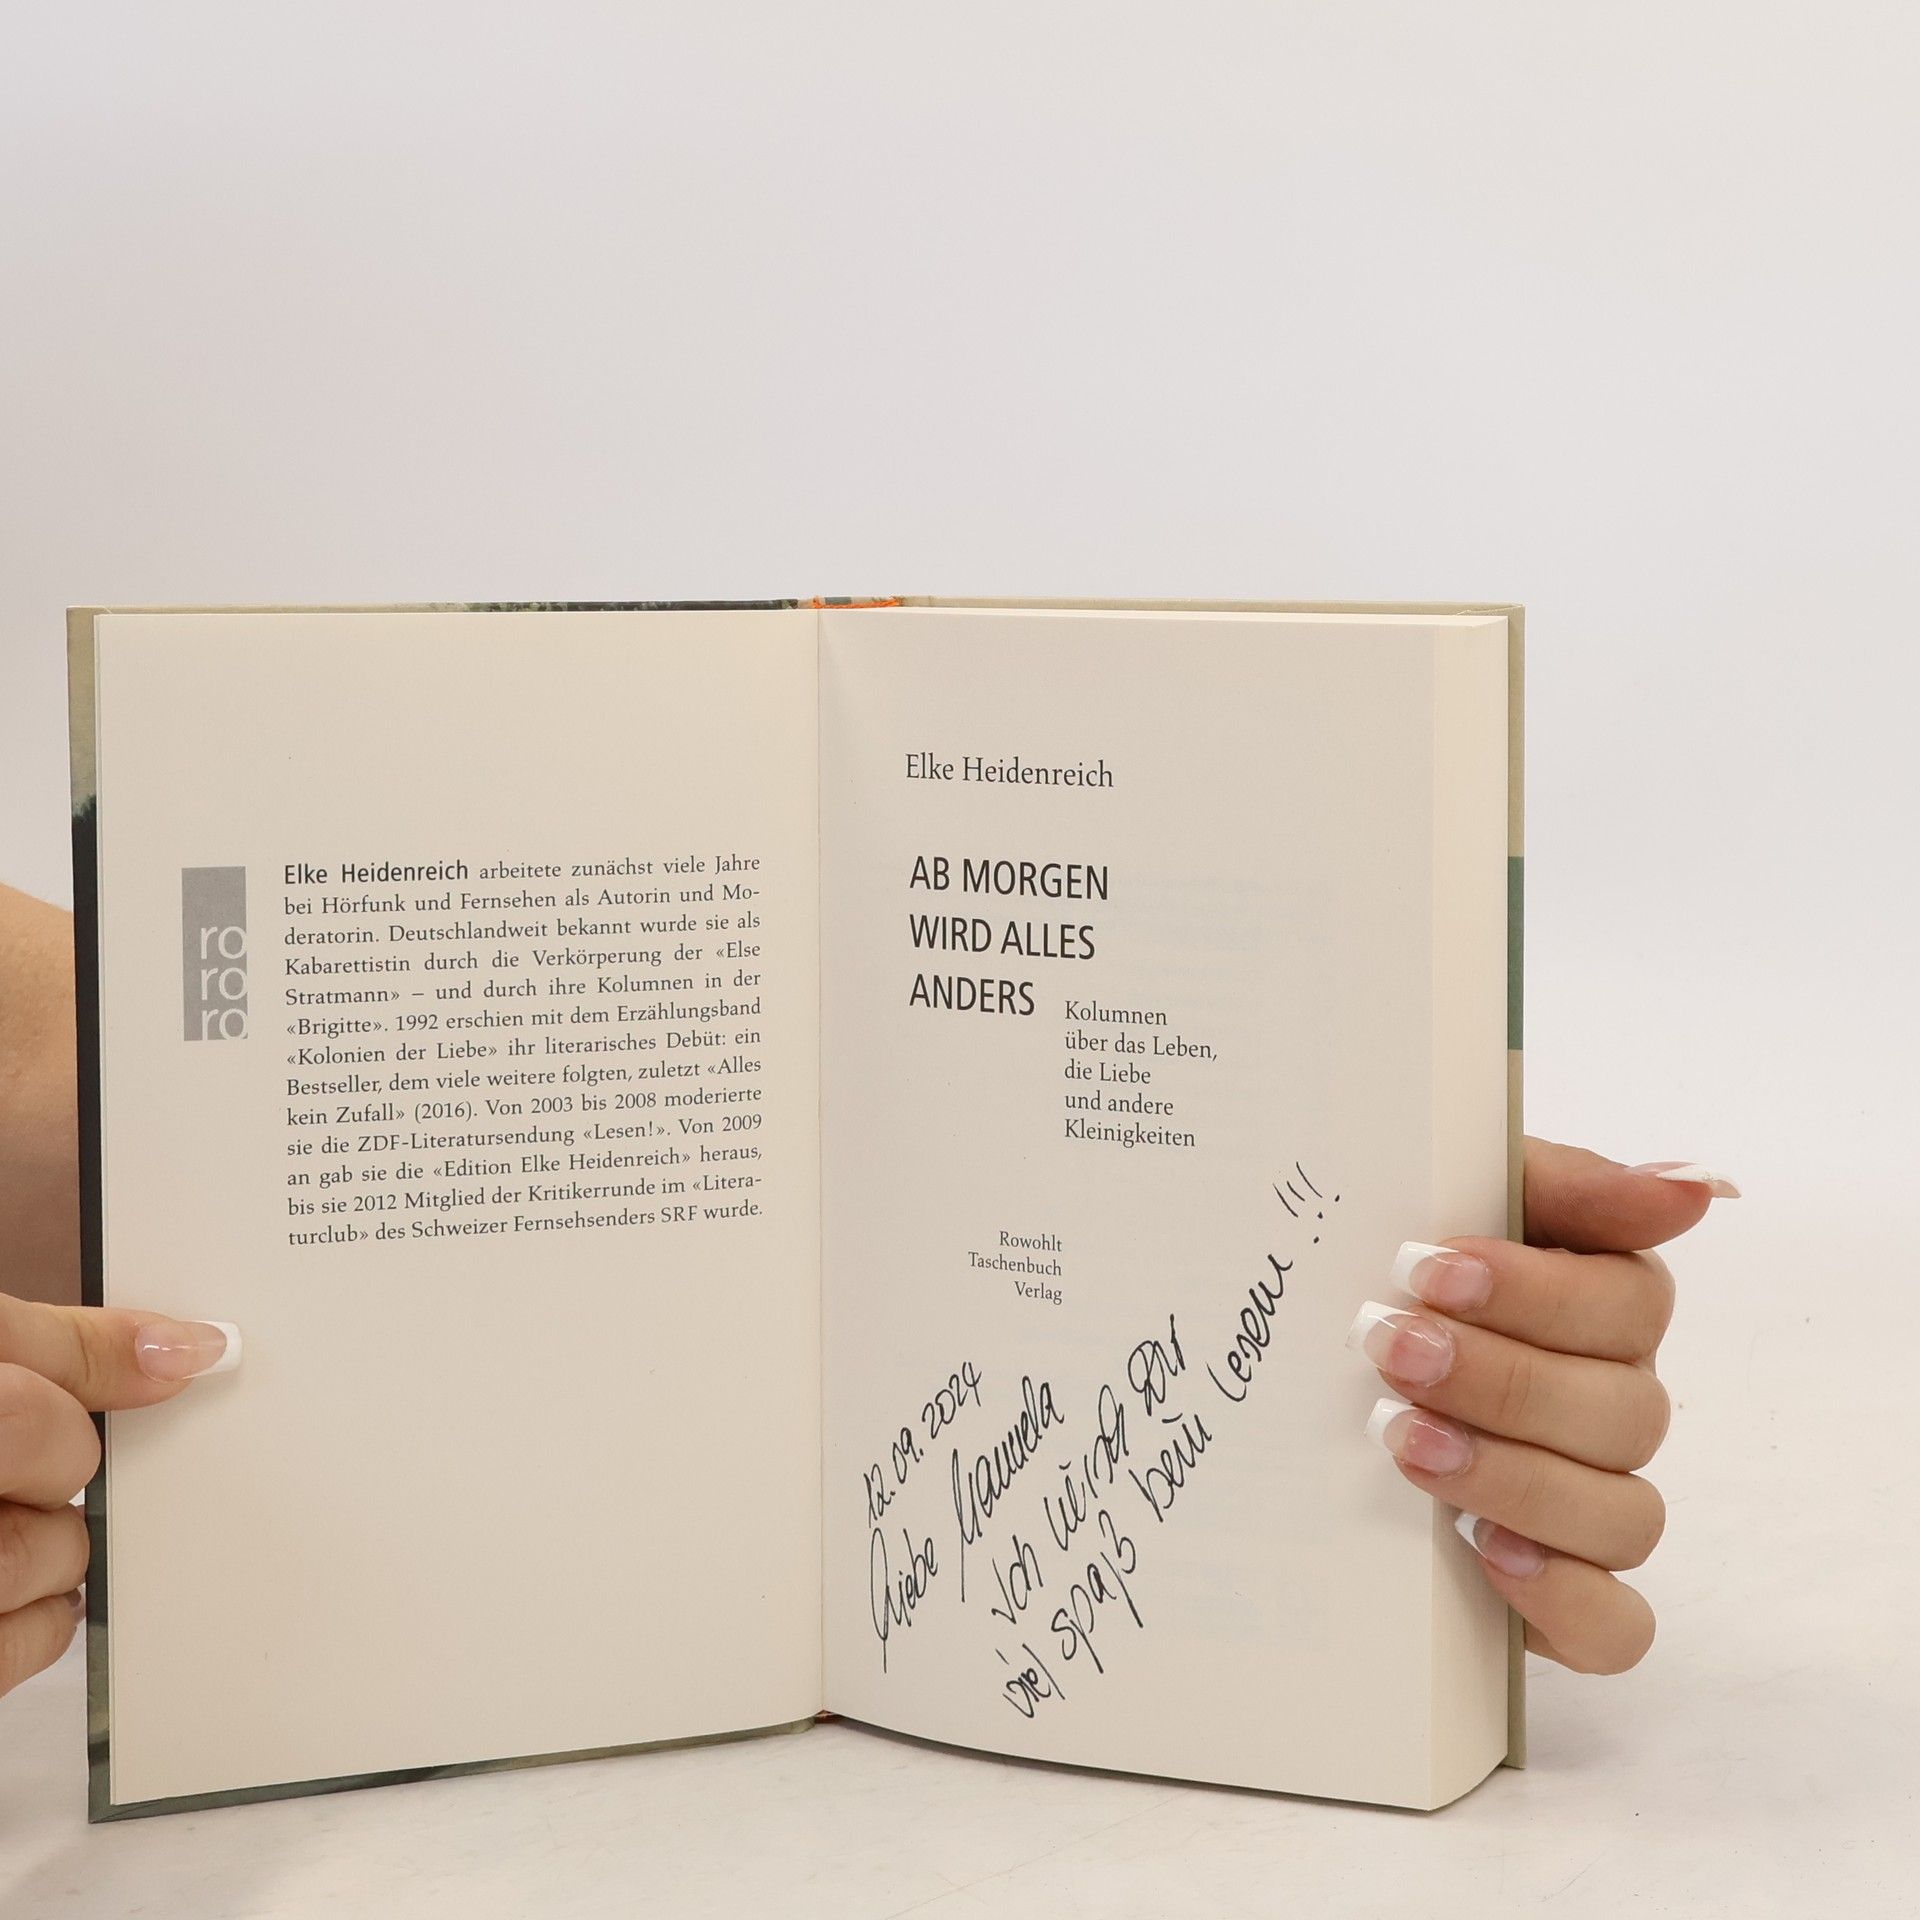 ro
ro
ro
Elke Heidenreich arbeitete zunächst viele Jahre
bei Hörfunk und Fernsehen als Autorin und Mo-
deratorin. Deutschlandweit bekannt wurde sie als
Kabarettistin durch die Verkörperung der «Else
Stratmann» – und durch ihre Kolumnen in der
«Brigitte». 1992 erschien mit dem Erzählungsband
«Kolonien der Liebe» ihr literarisches Debüt: ein
Bestseller, dem viele weitere folgten, zuletzt «Alles
kein Zufall» (2016). Von 2003 bis 2008 moderierte
sie die ZDF-Literatursendung «Lesen!». Von 2009
an gab sie die «Edition Elke Heidenreich» heraus,
bis sie 2012 Mitglied der Kritikerrunde im «Litera-
turclub» des Schweizer Fernsehsenders SRF wurde.
Elke Heidenreich
AB MORGEN
WIRD ALLES
ANDERS
Kolumnen
über das Leben,
die Liebe
und andere
Kleinigkeiten
Rowohlt
Taschenbuch
Verlag
12.09.2024
Liebe Manuela
Ich wünsch Dir
viel Spaß beim Lesen!!!